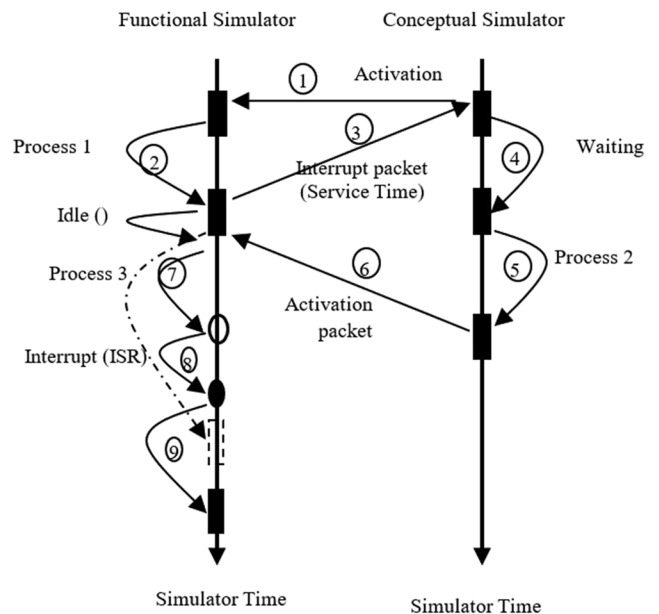 Functional Simulator
Conceptual Simulator
1
Activation
Process 1
2
3
4
Waiting
Interrupt packet
(Service Time)
Idle ()
Process 3
7
6
5
Process 2
Activation
packet
Interrupt (ISR)
8
9
Simulator Time
Simulator Time